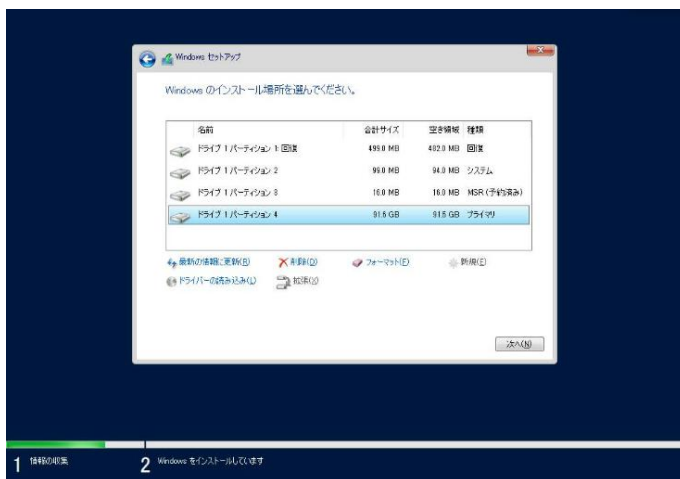 Windows セットアップ
Windows のインストール場所を選んでください。
名前 合計サイズ 空き領域 種類
ドライブ 1 パーティション 1: 回復 499.0 MB 482.0 MB 回復
ドライブ 1 パーティション 2 99.0 MB 94.0 MB システム
ドライブ 1 パーティション 3 16.0 MB 16.0 MB MSR (予約済み)
ドライブ 1 パーティション 4 91.6 GB 91.5 GB プライマリ
最新の情報に更新(R) 削除(D) フォーマット(F) 新規(E)
ドライバーの読み込み(L) 拡張(X)
次へ(N)
1 情報の収集 2 Windows をインストールしています